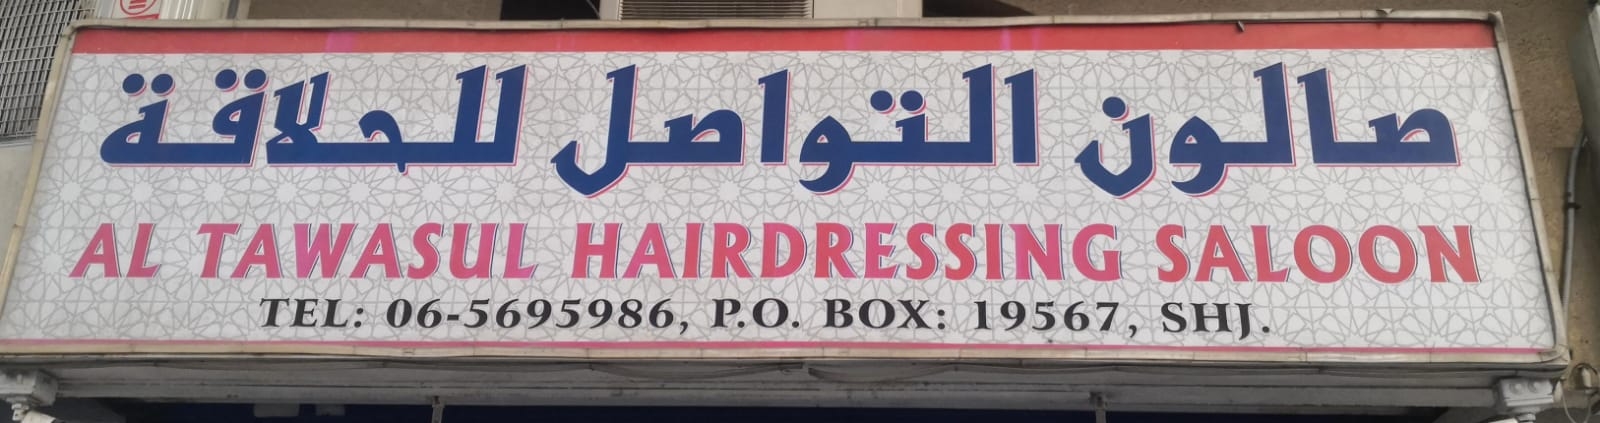 صالون التواصل للحلاقة
AL TAWASUL HAIRDRESSING SALOON
TEL: 06-5695986, P.O. BOX: 19567, SHJ.